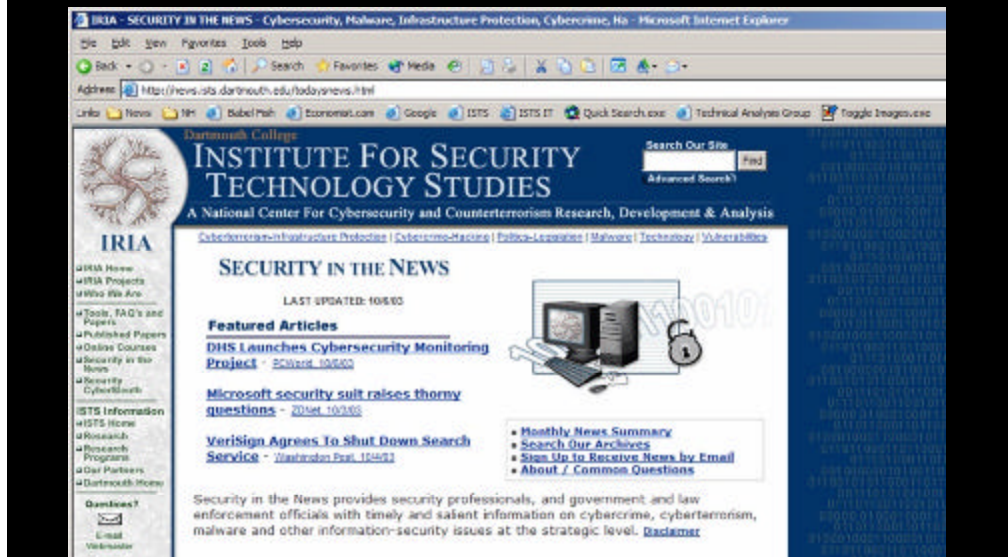 IRIA - SECURITY IN THE NEWS - Cybersecurity, Malware, Infrastructure Protection, Cybercrime, Ha - Microsoft Internet Explorer
File Edit View Favorites Tools Help
Back Search Favorites Media
Address http://news.ists.dartmouth.edu/todaysnews.html
Links News NH Babel Fish Economist.com Google ISTS ISTS IT Quick Search.exe Technical Analysis Group Toggle Images.exe
Dartmouth College
INSTITUTE FOR SECURITY
TECHNOLOGY STUDIES
Search Our Site
Find
Advanced Search?
A National Center For Cybersecurity and Counterterrorism Research, Development & Analysis
IRIA
Cyberterrorism-Infrastructure Protection | Cybercrime-Hacking | Politics-Legislation | Malware | Technology | Vulnerabilities
IRIA Home
IRIA Projects
Who We Are
Tools, FAQ's and
Papers
Published Papers
Online Courses
Security in the
News
Security
ISTS Information
ISTS Home
Research
Research
Programs
Our Partners
Dartmouth Home
Questions?
E-mail
Webmaster
SECURITY IN THE NEWS
LAST UPDATED: 10/6/03
Featured Articles
DHS Launches Cybersecurity Monitoring
Project - PCWorld, 10/6/03
Microsoft security suit raises thorny
questions - ZDNet, 10/3/03
VeriSign Agrees To Shut Down Search
Service - Washington Post, 10/4/03
Monthly News Summary
Search Our Archives
Sign Up to Receive News by Email
About / Common Questions
Security in the News provides security professionals, and government and law
enforcement officials with timely and salient information on cybercrime, cyberterrorism,
malware and other information-security issues at the strategic level. Disclaimer